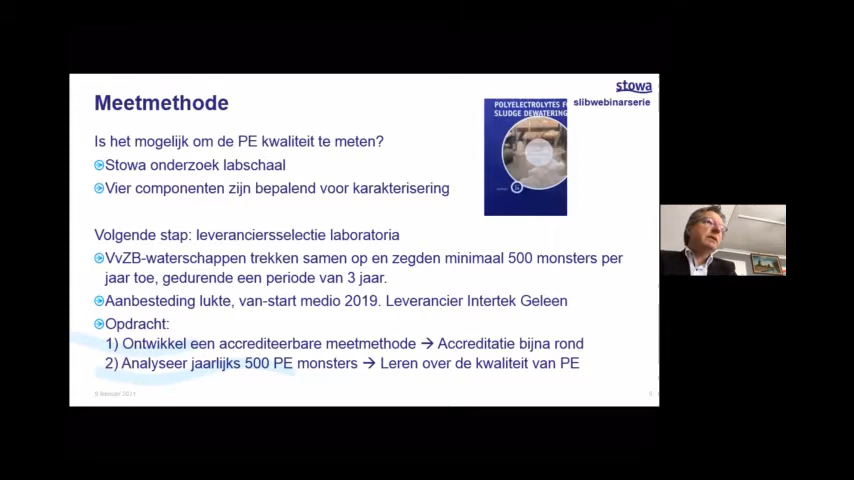 stowa
slibwebinarserie
Meetmethode
POLYELECTROLYTES F
SLUDGE DEWATERING
Is het mogelijk om de PE kwaliteit te meten?
Stowa onderzoek labschaal
Vier componenten zijn bepalend voor karakterisering
Volgende stap: leveranciersselectie laboratoria
VvZB-waterschappen trekken samen op en zegden minimaal 500 monsters per
jaar toe, gedurende een periode van 3 jaar.
Aanbesteding lukte, van-start medio 2019. Leverancier Intertek Geleen
Opdracht:
1) Ontwikkel een accrediteerbare meetmethode → Accreditatie bijna rond
2) Analyseer jaarlijks 500 PE monsters → Leren over de kwaliteit van PE
5